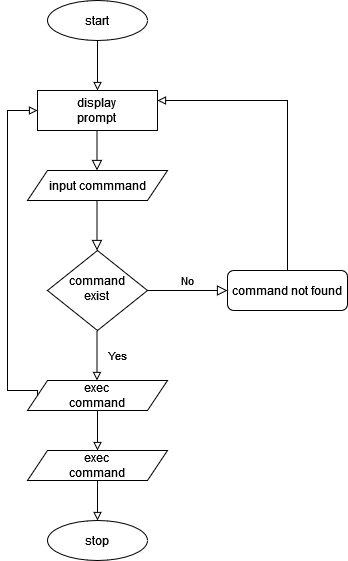 start
display
prompt
input commmand
command
exist
No
command not found
Yes
exec
command
exec
command
stop